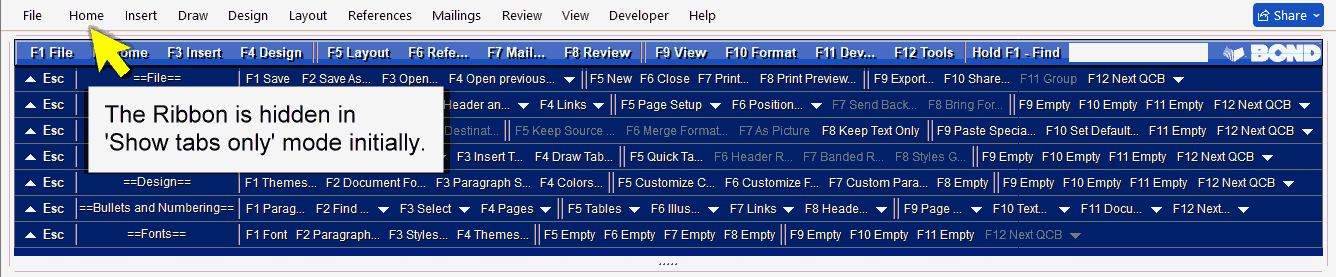 File Home Insert Draw Design Layout References Mailings Review View Developer Help Share
F1 File ome F3 Insert F4 Design F5 Layout F6 Refe... F7 Mail... F8 Review F9 View F10 Format F11 Dev... F12 Tools Hold F1 - Find BOND
Esc ==File== F1 Save F2 Save As... F3 Open... F4 Open previous... F5 New F6 Close F7 Print... F8 Print Preview... F9 Export... F10 Share... F11 Group F12 Next QCB
Esc Header an... F4 Links F5 Page Setup F6 Position... F7 Send Back... F8 Bring For... F9 Empty F10 Empty F11 Empty F12 Next QCB
Esc Destinat... F5 Keep Source ... F6 Merge Format... F7 As Picture F8 Keep Text Only F9 Paste Specia... F10 Set Default... F11 Empty F12 Next QCB
The Ribbon is hidden in
'Show tabs only' mode initially.
F3 Insert T... F4 Draw Tab... F5 Quick Ta... F6 Header R... F7 Banded R... F8 Styles G... F9 Empty F10 Empty F11 Empty F12 Next QCB
Esc ==Design== F1 Themes... F2 Document Fo... F3 Paragraph S... F4 Colors... F5 Customize C... F6 Customize F... F7 Custom Para... F8 Empty F9 Empty F10 Empty F11 Empty F12 Next QCB
Esc ==Bullets and Numbering== F1 Parag... F2 Find ... F3 Select F4 Pages F5 Tables F6 Illus... F7 Links F8 Heade... F9 Page ... F10 Text... F11 Docu... F12 Next...
Esc ==Fonts== F1 Font F2 Paragraph... F3 Styles... F4 Themes... F5 Empty F6 Empty F7 Empty F8 Empty F9 Empty F10 Empty F11 Empty F12 Next QCB